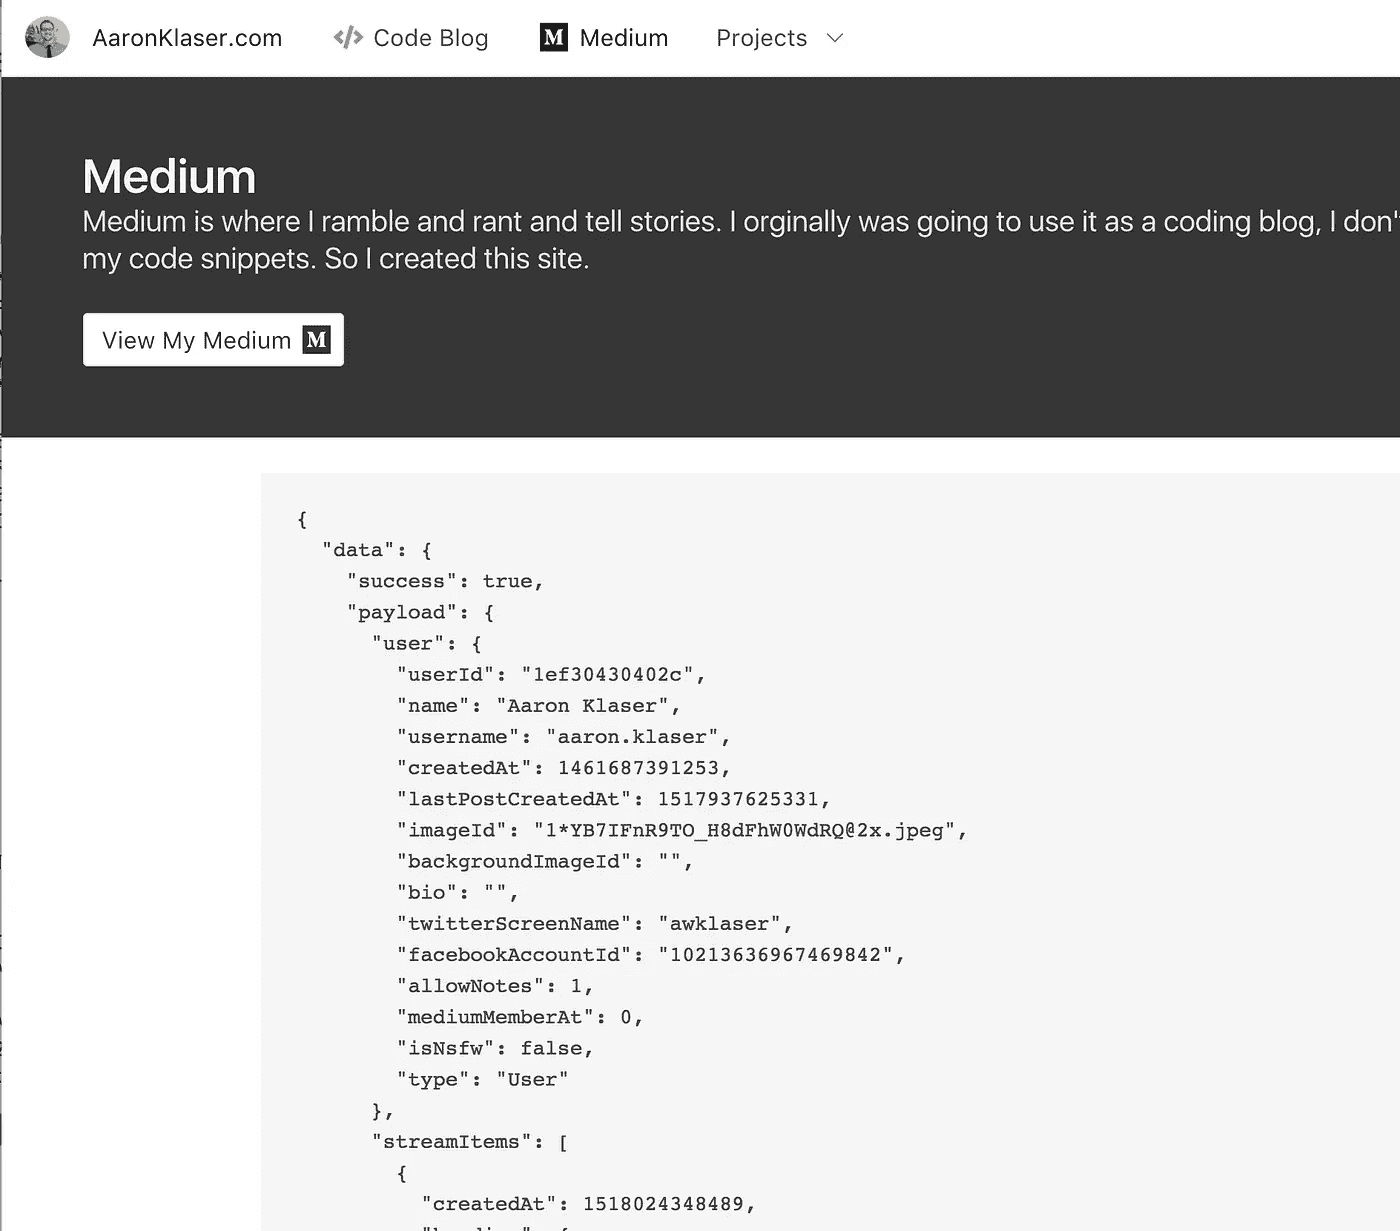 AaronKlaser.com </> Code Blog M Medium Projects
Medium
Medium is where I ramble and rant and tell stories. I orginally was going to use it as a coding blog, I don'
my code snippets. So I created this site.
View My Medium M
{
"data": {
"success": true,
"payload": {
"user": {
"userId": "1ef30430402c",
"name": "Aaron Klaser",
"username": "aaron.klaser",
"createdAt": 1461687391253,
"lastPostCreatedAt": 1517937625331,
"imageId": "1*YB7IFnR9TO_H8dFhW0WdRQ@2x.jpeg",
"backgroundImageId": "",
"bio": "",
"twitterScreenName": "awklaser",
"facebookAccountId": "10213636967469842",
"allowNotes": 1,
"mediumMemberAt": 0,
"isNsfw": false,
"type": "User"
},
"streamItems": [
{
"createdAt": 1518024348489,